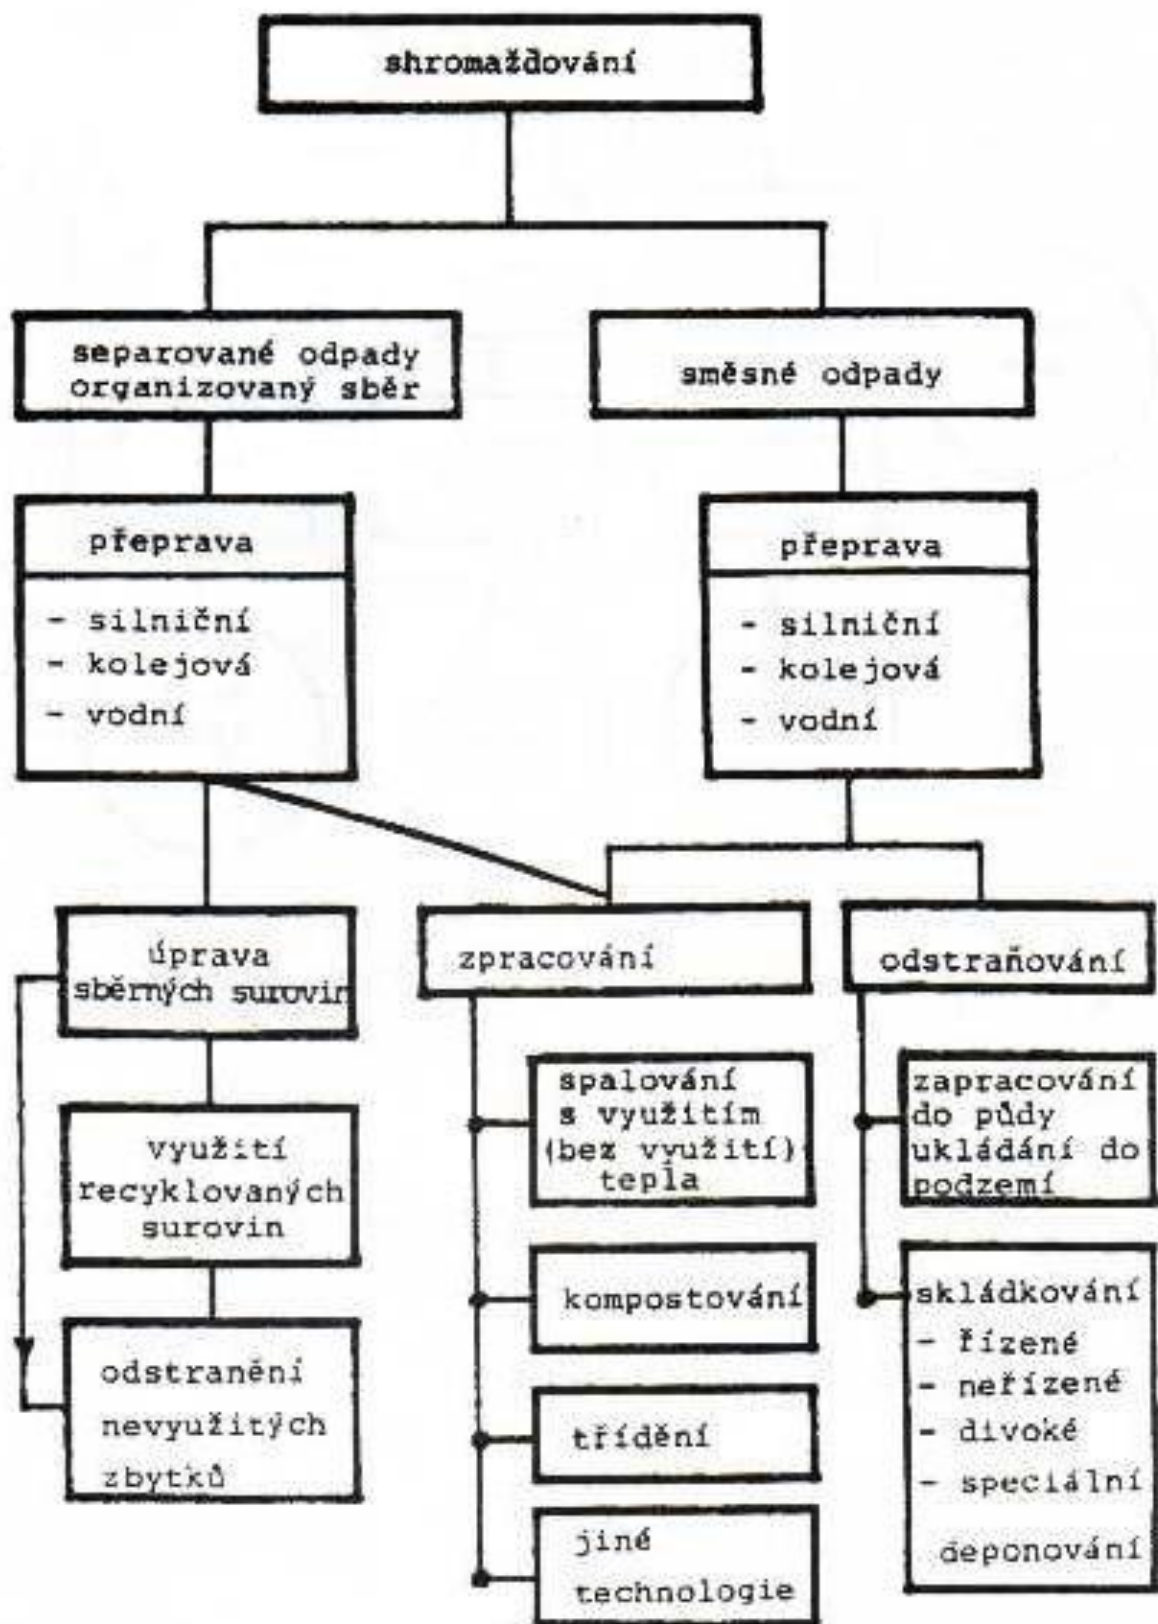 shromažďování
separované odpady
organizovaný sběr
směsné odpady
přeprava
- silniční
- kolejová
- vodní
přeprava
- silniční
- kolejová
- vodní
úprava
sběrných surovin
využití
recyklovaných
surovin
odstranění
nevyužitých
zbytků
zpracování
spalování
s využitím
(bez využití)
tepla
kompostování
třídění
jiné
technologie
odstraňování
zapracování
do půdy
ukládání do
podzemí
skládkování
- řízené
- neřízené
- divoké
- speciální
deponování